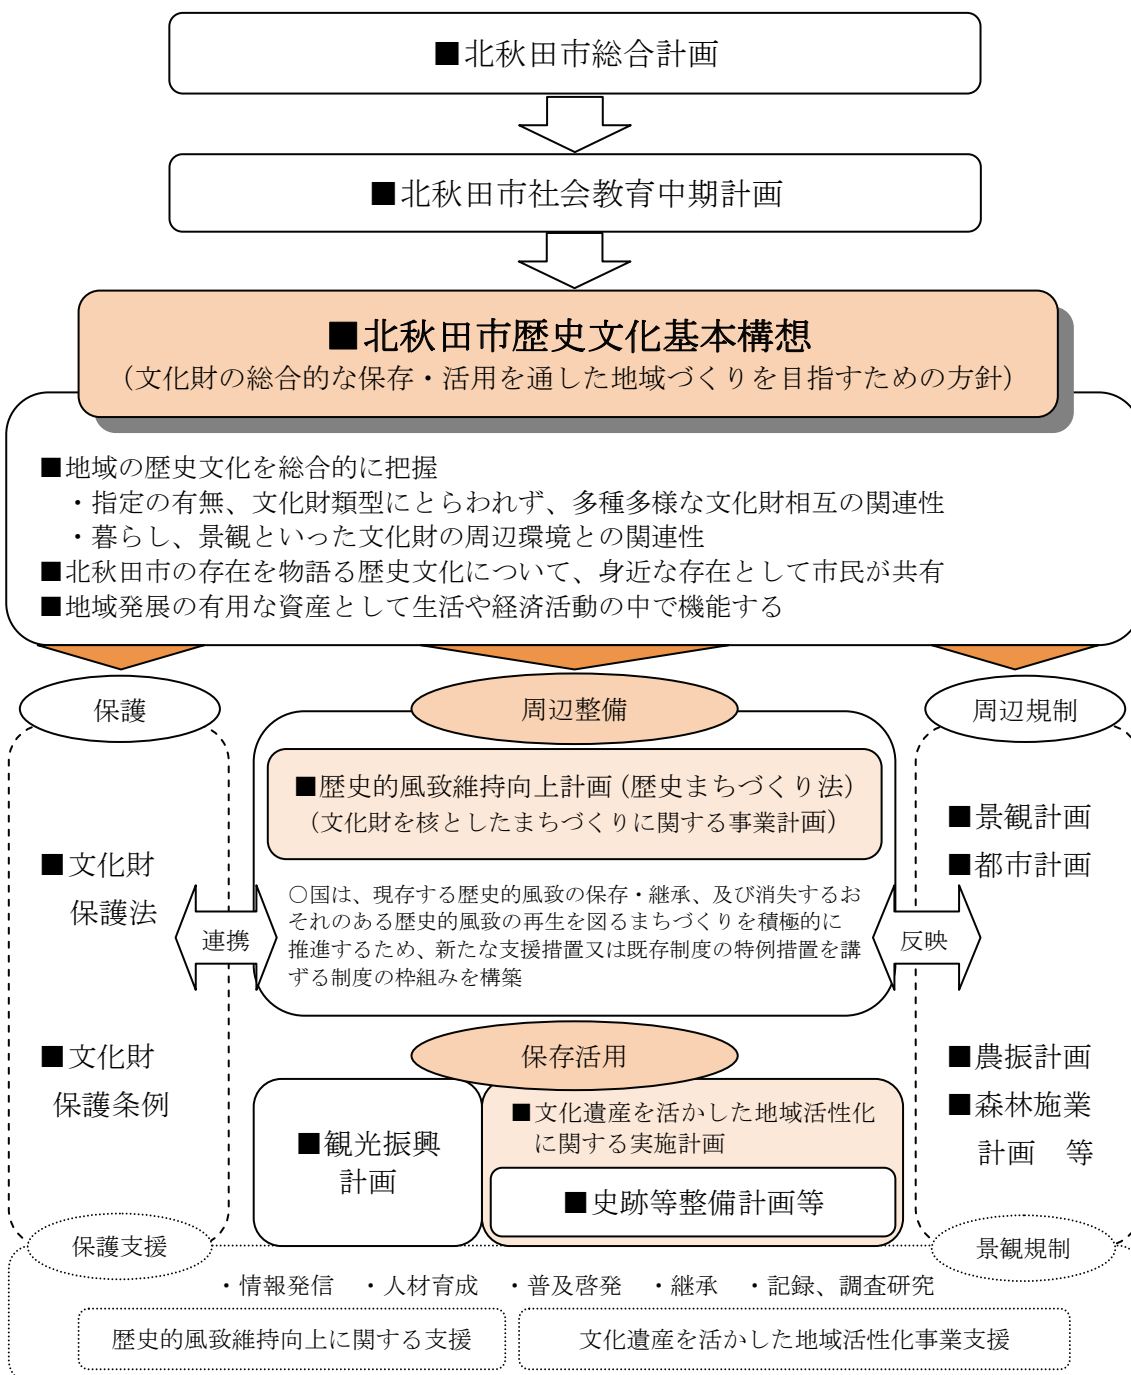 ■北秋田市総合計画
■北秋田市社会教育中期計画
■北秋田市歴史文化基本構想
（文化財の総合的な保存・活用を通した地域づくりを目指すための方針）
■地域の歴史文化を総合的に把握
・指定の有無、文化財類型にとらわれず、多種多様な文化財相互の関連性
・暮らし、景観といった文化財の周辺環境との関連性
■北秋田市の存在を物語る歴史文化について、身近な存在として市民が共有
■地域発展の有用な資産として生活や経済活動の中で機能する
保護
■文化財
保護法
■文化財
保護条例
連携
周辺整備
■歴史的風致維持向上計画（歴史まちづくり法）
（文化財を核としたまちづくりに関する事業計画）
○国は、現存する歴史的風致の保存・継承、及び消失するお
それのある歴史的風致の再生を図るまちづくりを積極的に
推進するため、新たな支援措置又は既存制度の特例措置を講
ずる制度の枠組みを構築
反映
周辺規制
■景観計画
■都市計画
■農振計画
■森林施業
計画　等
保存活用
■観光振興
計画
■文化遺産を活かした地域活性化
に関する実施計画
■史跡等整備計画等
保護支援
景観規制
・情報発信　・人材育成　・普及啓発　・継承　・記録、調査研究
歴史的風致維持向上に関する支援
文化遺産を活かした地域活性化事業支援